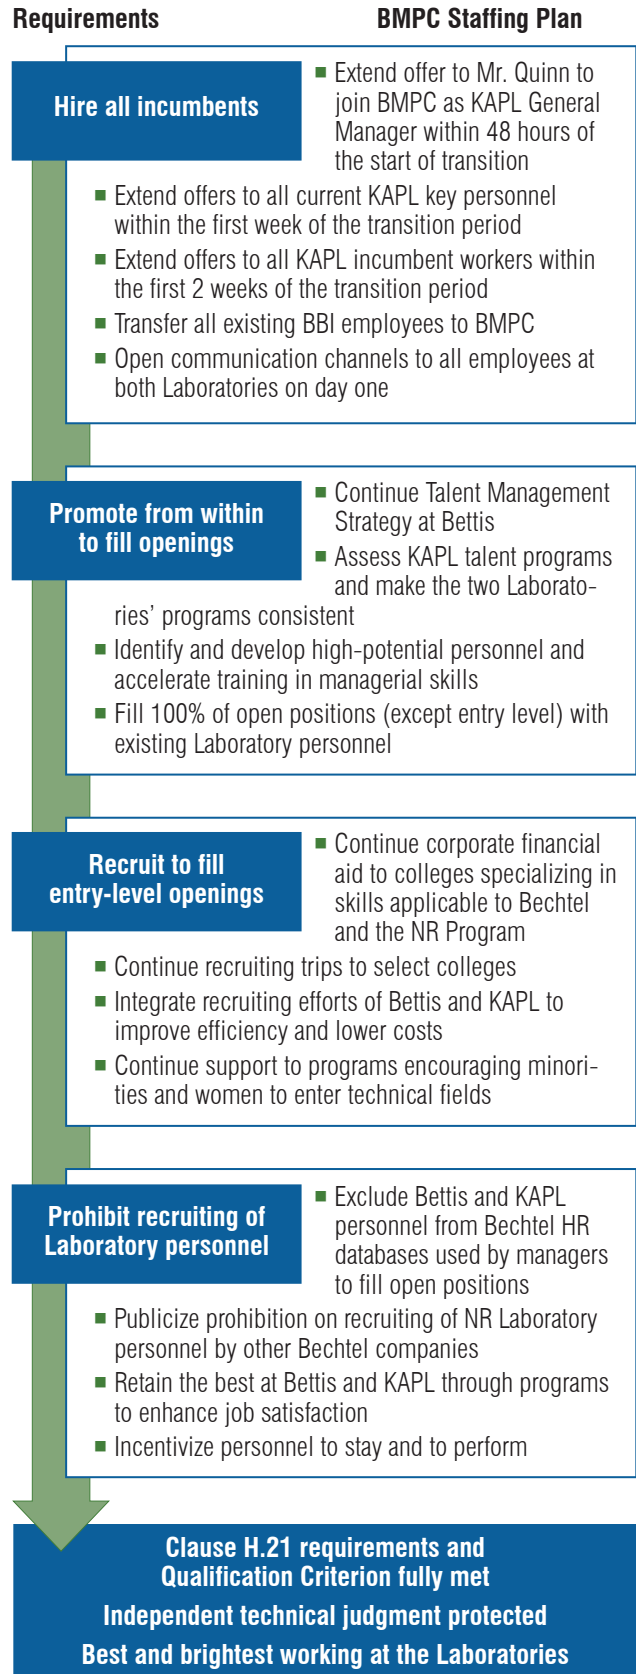 Requirements
BMPC Staffing Plan
Hire all incumbents
■ Extend offer to Mr. Quinn to
join BMPC as KAPL General
Manager within 48 hours of
the start of transition
■ Extend offers to all current KAPL key personnel
within the first week of the transition period
■ Extend offers to all KAPL incumbent workers within
the first 2 weeks of the transition period
■ Transfer all existing BBI employees to BMPC
■ Open communication channels to all employees at
both Laboratories on day one
Promote from within
to fill openings
■ Continue Talent Management
Strategy at Bettis
■ Assess KAPL talent programs
and make the two Laborato-
ries’ programs consistent
■ Identify and develop high-potential personnel and
accelerate training in managerial skills
■ Fill 100% of open positions (except entry level) with
existing Laboratory personnel
Recruit to fill
entry-level openings
■ Continue corporate financial
aid to colleges specializing in
skills applicable to Bechtel
and the NR Program
■ Continue recruiting trips to select colleges
■ Integrate recruiting efforts of Bettis and KAPL to
improve efficiency and lower costs
■ Continue support to programs encouraging minori-
ties and women to enter technical fields
Prohibit recruiting of
Laboratory personnel
■ Exclude Bettis and KAPL
personnel from Bechtel HR
databases used by managers
to fill open positions
■ Publicize prohibition on recruiting of NR Laboratory
personnel by other Bechtel companies
■ Retain the best at Bettis and KAPL through programs
to enhance job satisfaction
■ Incentivize personnel to stay and to perform
Clause H.21 requirements and
Qualification Criterion fully met
Independent technical judgment protected
Best and brightest working at the Laboratories